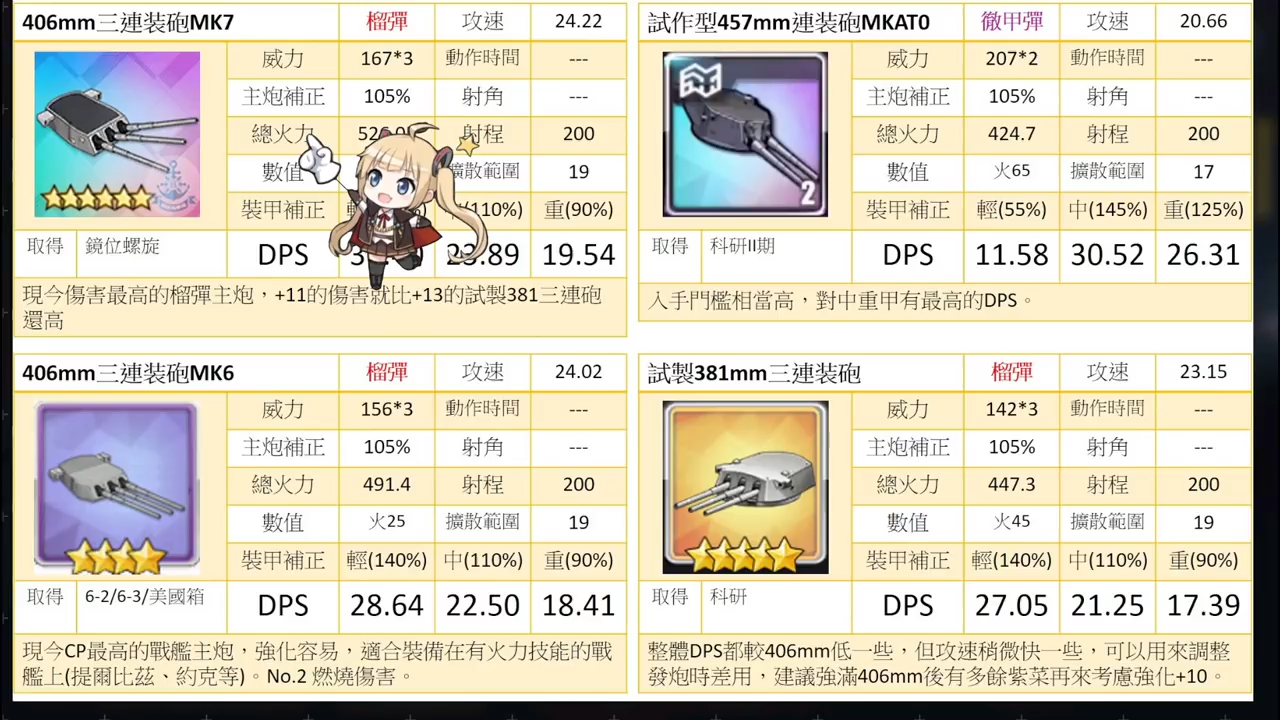 406mm三連装砲MK7 榴彈 攻速 24.22
威力 167*3 動作時間 ---
主炮補正 105% 射角 ---
總火力 射程 200
數值 擴散範圍 19
裝甲補正 (110%) 重(90%)
取得 鏡位螺旋 DPS 23.89 19.54
現今傷害最高的榴彈主炮，+11的傷害就比+13的試製381三連砲
還高
試作型457mm連装砲MKAT0 徹甲彈 攻速 20.66
威力 207*2 動作時間 ---
主炮補正 105% 射角 ---
總火力 424.7 射程 200
數值 火65 擴散範圍 17
2
裝甲補正 輕(55%) 中(145%) 重(125%)
取得 科研II期 DPS 11.58 30.52 26.31
入手門檻相當高，對中重甲有最高的DPS。
406mm三連装砲MK6 榴彈 攻速 24.02
威力 156*3 動作時間 ---
主炮補正 105% 射角 ---
總火力 491.4 射程 200
數值 火25 擴散範圍 19
裝甲補正 輕(140%) 中(110%) 重(90%)
取得 6-2/6-3/美國箱 DPS 28.64 22.50 18.41
現今CP最高的戰艦主炮，強化容易，適合裝備在有火力技能的戰
艦上(提爾比茲、約克等)。No.2 燃燒傷害。
試製381mm三連装砲 榴彈 攻速 23.15
威力 142*3 動作時間 ---
主炮補正 105% 射角 ---
總火力 447.3 射程 200
數值 火45 擴散範圍 19
裝甲補正 輕(140%) 中(110%) 重(90%)
取得 科研 DPS 27.05 21.25 17.39
整體DPS都較406mm低一些，但攻速稍微快一些，可以用來調整
發炮時差用，建議強滿406mm後有多餘紫菜再來考慮強化+10。